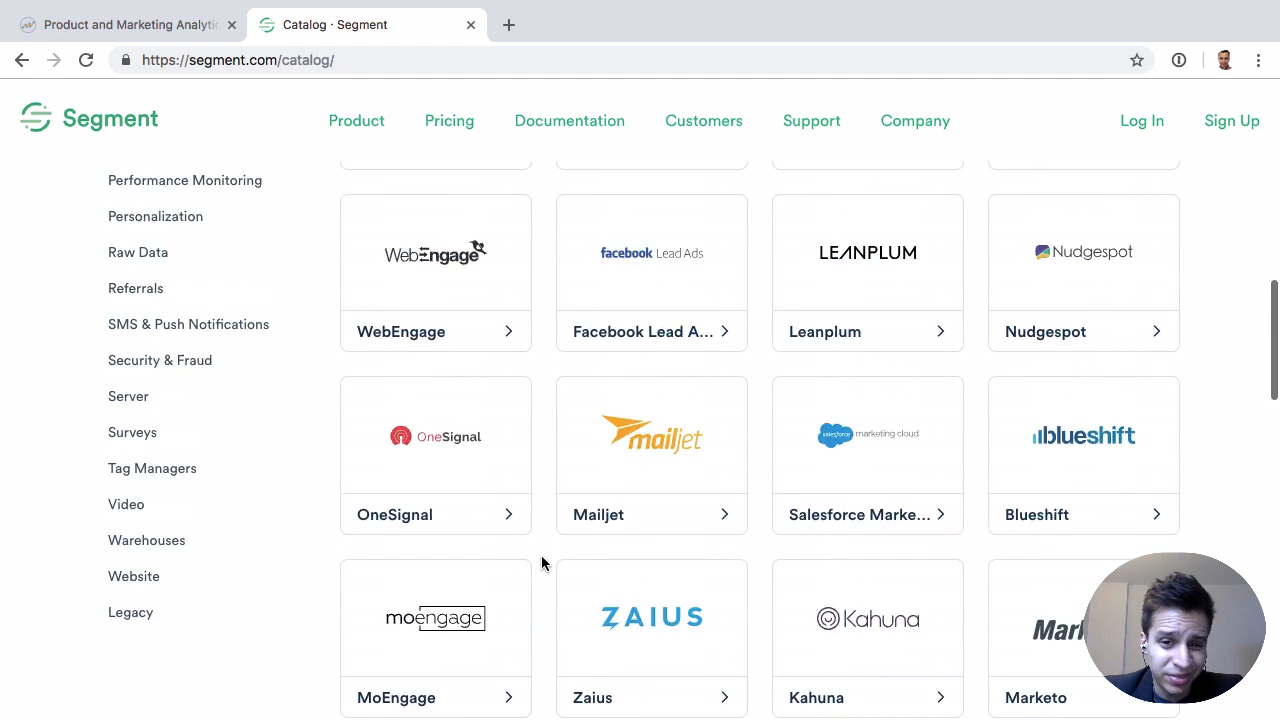 Product and Marketing Analytic
Catalog · Segment
https://segment.com/catalog/
Segment
Product
Pricing
Documentation
Customers
Support
Company
Log In
Sign Up
Performance Monitoring
Personalization
Raw Data
Referrals
SMS & Push Notifications
Security & Fraud
Server
Surveys
Tag Managers
Video
Warehouses
Website
Legacy
WebEngage
facebook Lead Ads
LEANPLUM
Nudgespot
WebEngage
Facebook Lead A...
Leanplum
Nudgespot
OneSignal
mailjet
salesforce marketing cloud
blueshift
OneSignal
Mailjet
Salesforce Marke...
Blueshift
moengage
ZAIUS
Kahuna
MoEngage
Zaius
Kahuna
Marketo